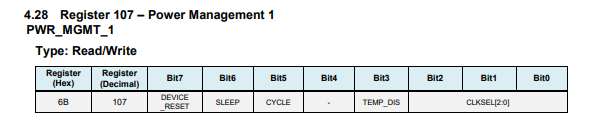 4.28 Register 107 – Power Management 1
PWR_MGMT_1
Type: Read/Write
Register (Hex) Register (Decimal) Bit7 Bit6 Bit5 Bit4 Bit3 Bit2 Bit1 Bit0
6B 107 DEVICE _RESET SLEEP CYCLE - TEMP_DIS CLKSEL[2:0]